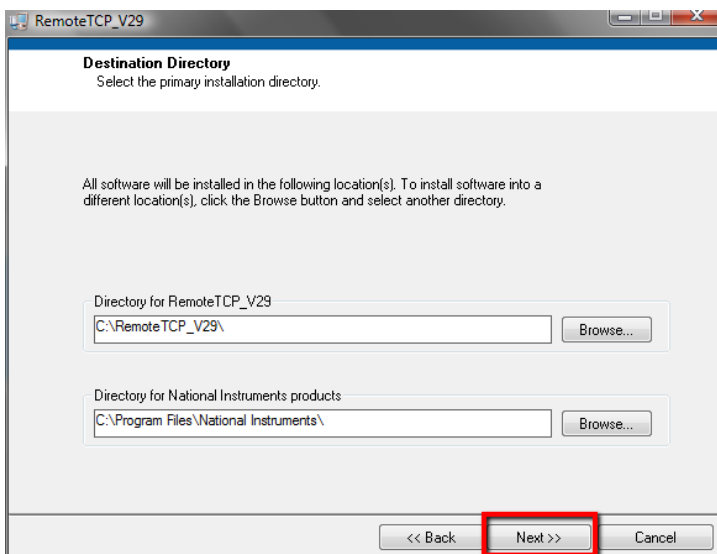 RemoteTCP_V29
Destination Directory
Select the primary installation directory.
All software will be installed in the following location(s). To install software into a
different location(s), click the Browse button and select another directory.
Directory for RemoteTCP_V29
C:\RemoteTCP_V29\
Browse...
Directory for National Instruments products
C:\Program Files\National Instruments\
Browse...
<< Back
Next >>
Cancel